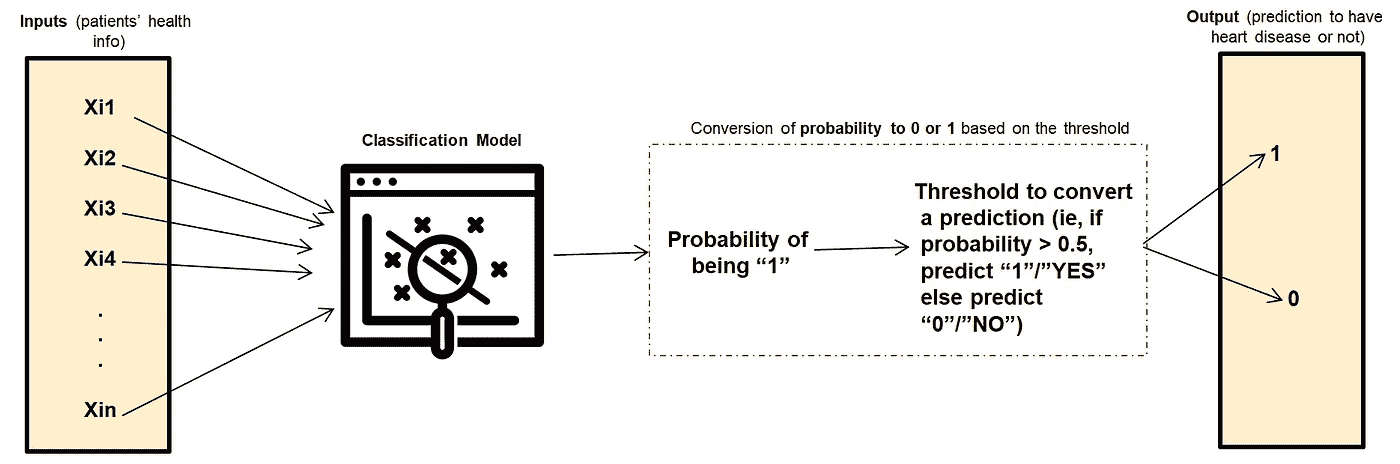 Inputs (patients’ health
info)
Xi1
Xi2
Xi3
Xi4
.
.
.
Xin
Classification Model
Conversion of probability to 0 or 1 based on the threshold
Probability of
being “1”
Threshold to convert
a prediction (ie, if
probability > 0.5,
predict “1”/”YES”
else predict
“0”/”NO”)
Output (prediction to have
heart disease or not)
1
0